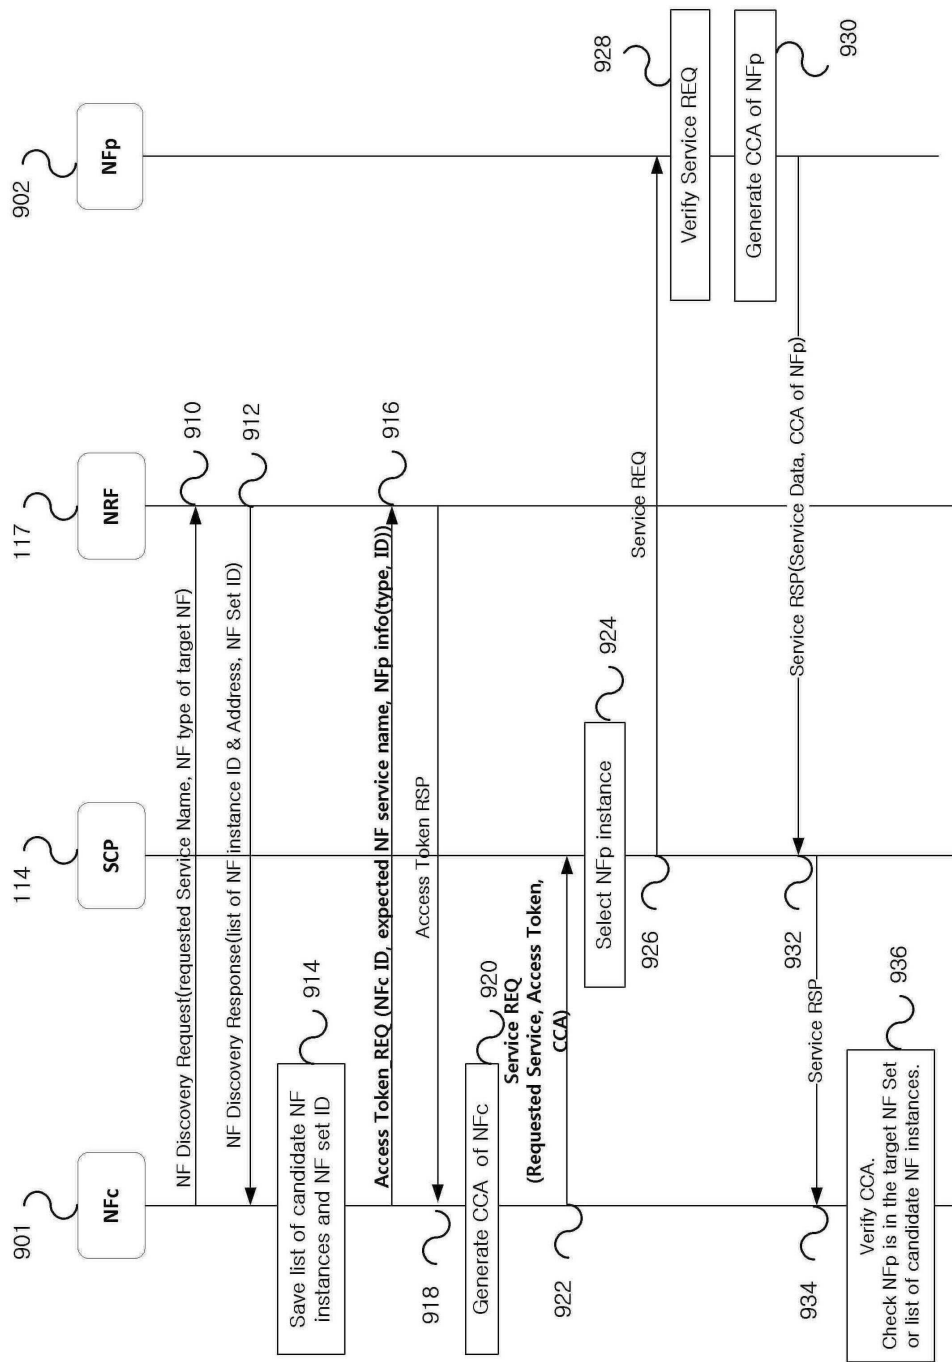 901
NFc
114
SCP
117
NRF
902
NFp
NF Discovery Request(requested Service Name, NF type of target NF)
910
NF Discovery Response(list of NF instance ID & Address, NF Set ID)
912
Save list of candidate NF
instances and NF set ID
914
Access Token REQ (NFc ID, expected NF service name, NFp info(type, ID))
916
Access Token RSP
918
Generate CCA of NFc
920
Service REQ
(Requested Service, Access Token,
CCA)
922
Select NFp instance
924
Service REQ
926
Verify Service REQ
928
Generate CCA of NFp
930
Service RSP(Service Data, CCA of NFp)
932
Service RSP
934
Verify CCA.
Check NFp is in the target NF Set
or list of candidate NF instances.
936